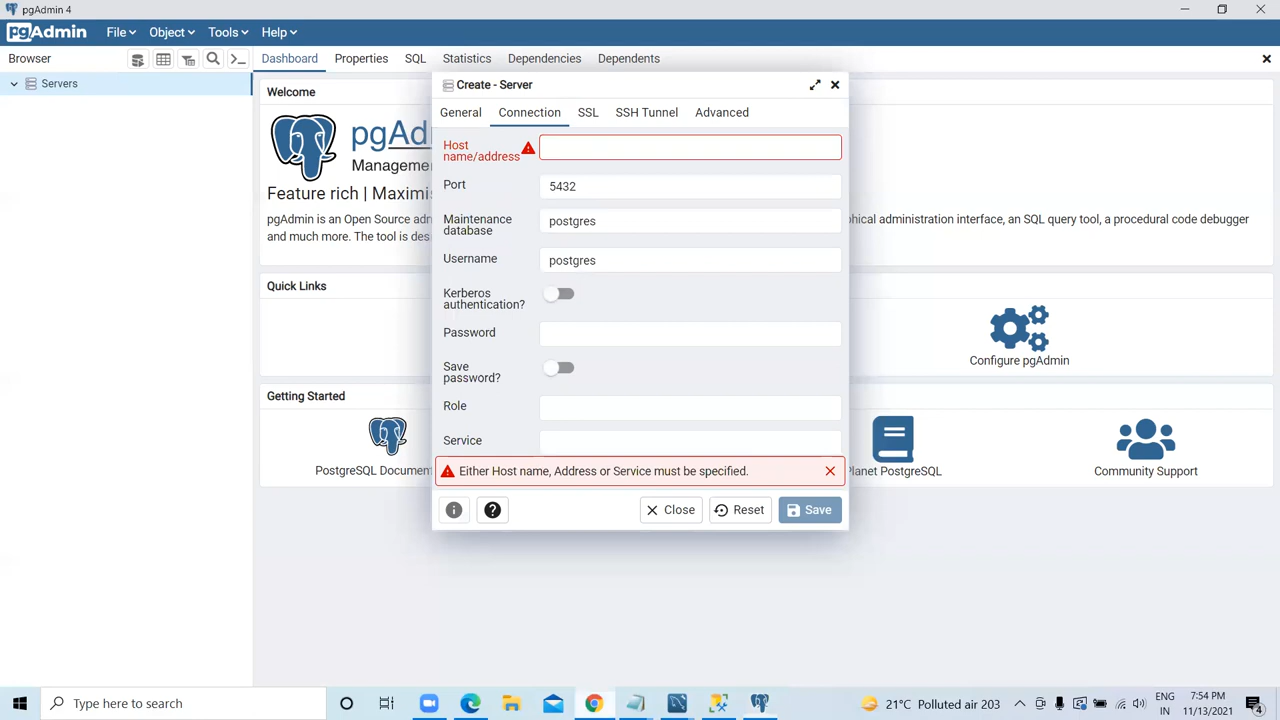 pgAdmin 4
pgAdmin
File
Object
Tools
Help
Browser
Dashboard
Properties
SQL
Statistics
Dependencies
Dependents
Servers
Welcome
pgAd
Management
Feature rich | Maximis
pgAdmin is an Open Source adm
phical administration interface, an SQL query tool, a procedural code debugger
and much more. The tool is des
Quick Links
Configure pgAdmin
Getting Started
PostgreSQL Documen
Planet PostgreSQL
Community Support
Create - Server
General
Connection
SSL
SSH Tunnel
Advanced
Host
name/address
Port
5432
Maintenance
database
postgres
Username
postgres
Kerberos
authentication?
Password
Save
password?
Role
Service
Either Host name, Address or Service must be specified.
Close
Reset
Save
Type here to search
21°C Polluted air 203
ENG
IN
7:54 PM
11/13/2021
4